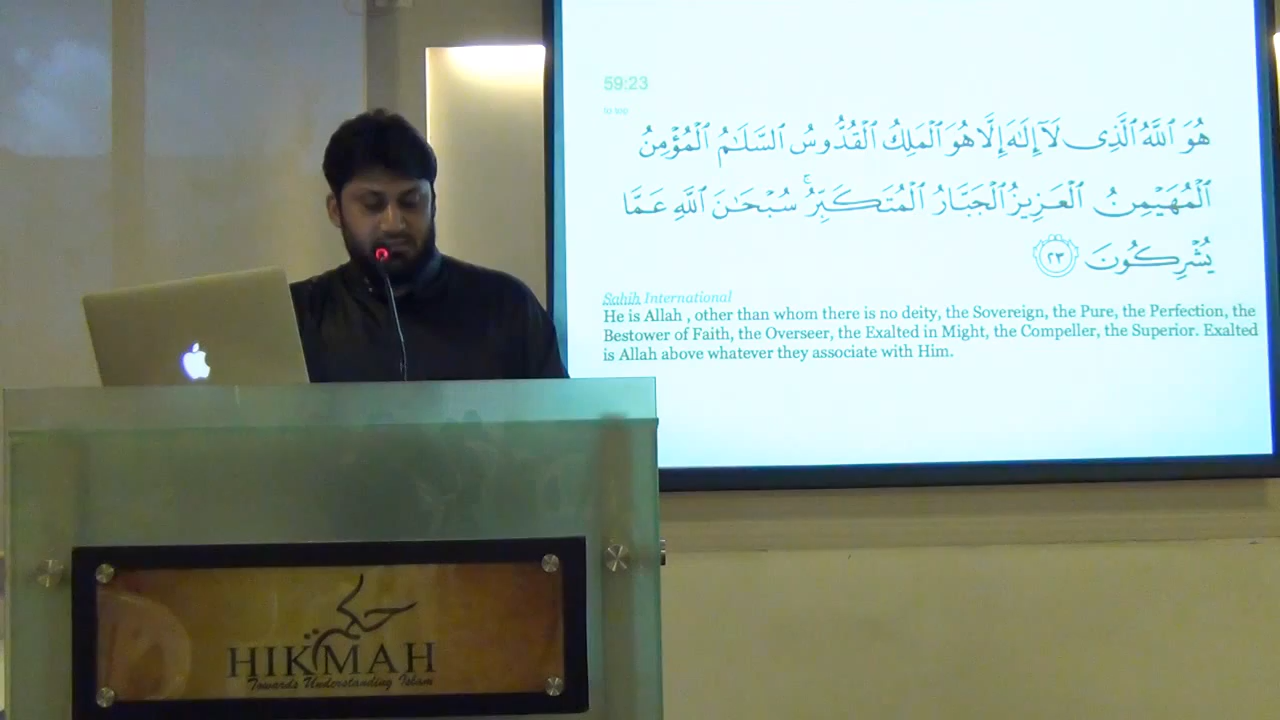 59:23
to top
هُوَ ٱللَّهُ ٱلَّذِى لَآ إِلَـٰهَ إِلَّا هُوَ ٱلْمَلِكُ ٱلْقُدُّوسُ ٱلسَّلَـٰمُ ٱلْمُؤْمِنُ
ٱلْمُهَيْمِنُ ٱلْعَزِيزُ ٱلْجَبَّارُ ٱلْمُتَكَبِّرُ ۚ سُبْحَـٰنَ ٱللَّهِ عَمَّا
يُشْرِكُونَ ٢٣
Sahih International
He is Allah , other than whom there is no deity, the Sovereign, the Pure, the Perfection, the
Bestower of Faith, the Overseer, the Exalted in Might, the Compeller, the Superior. Exalted
is Allah above whatever they associate with Him.
حكمة
HIKMAH
Towards Understanding Islam